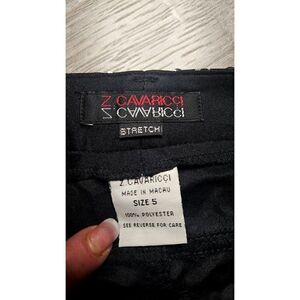 Z CAVARICCI
Z CAVARICCI
STRETCH
Z CAVARICCI
MADE IN MACAU
SIZE 5
100% POLYESTER
SEE REVERSE FOR CARE